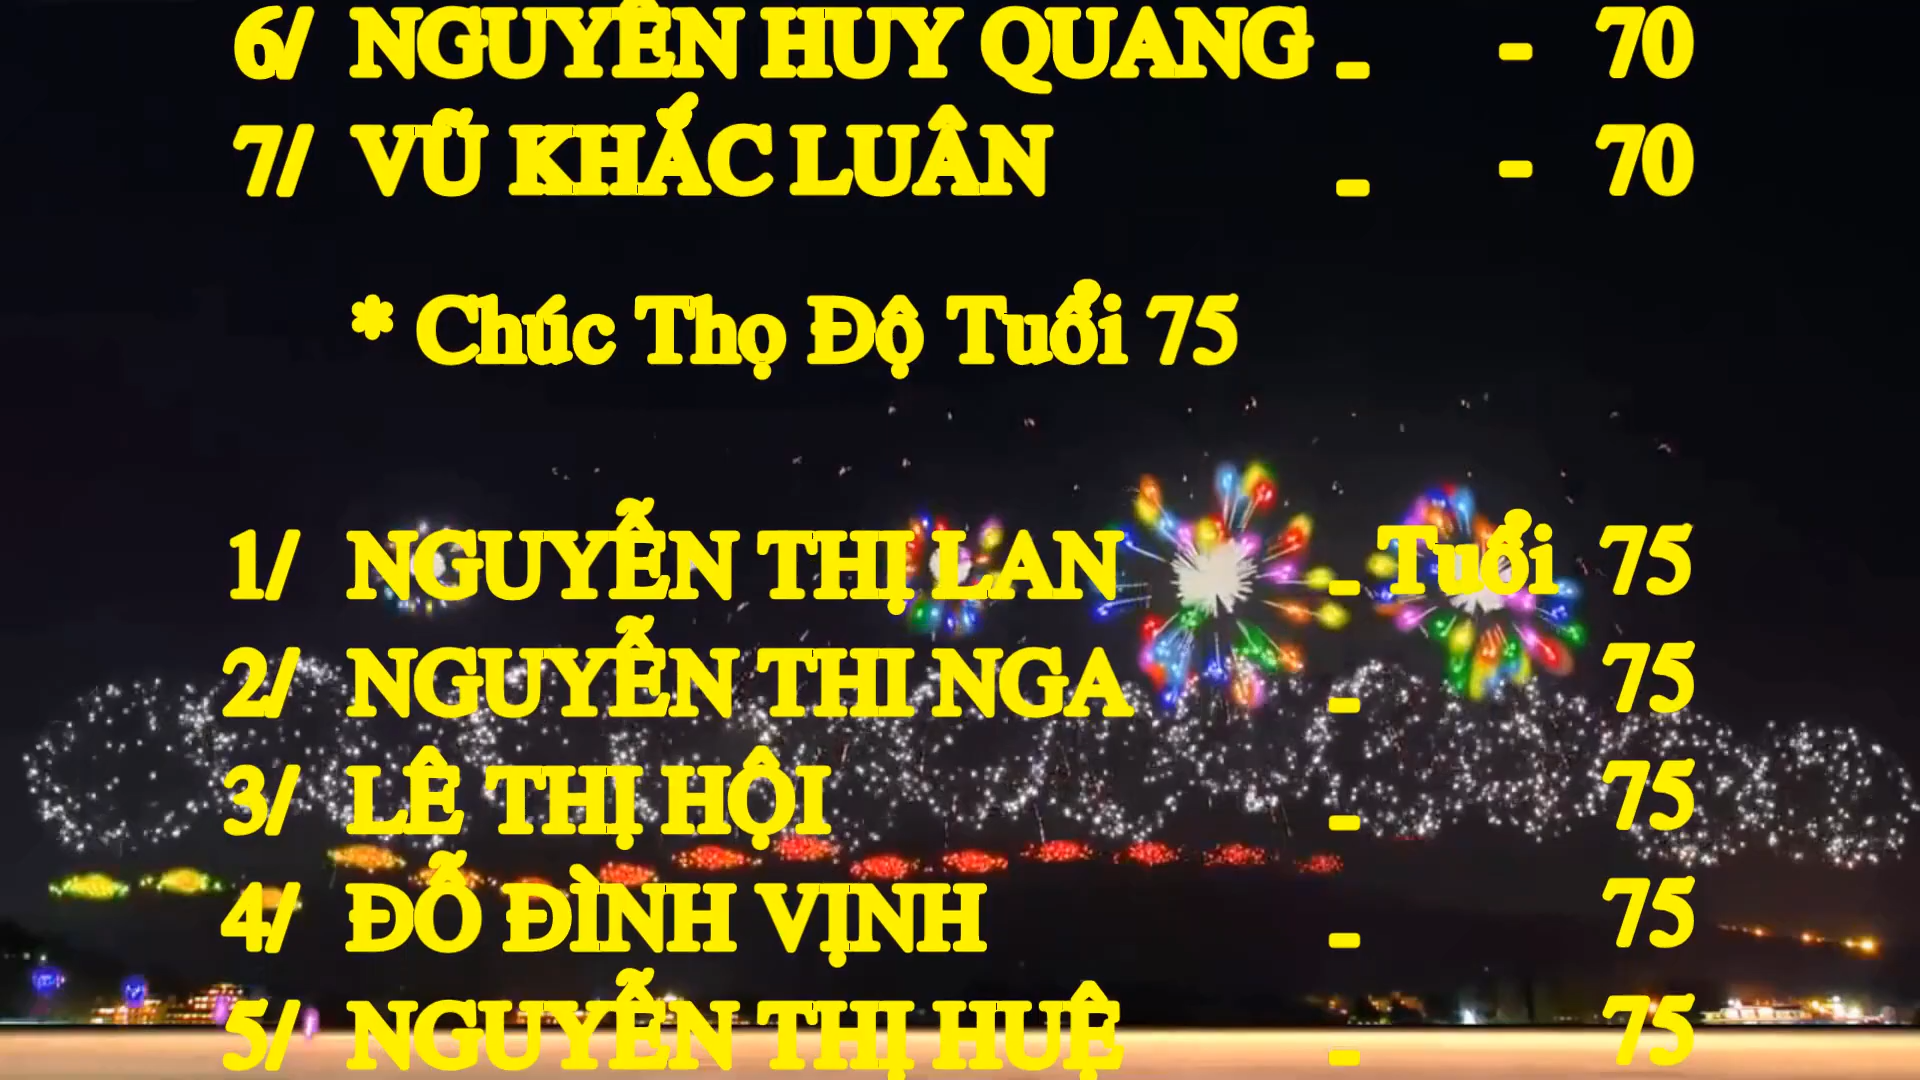 6/ NGUYỄN HUY QUANG - - 70
7/ VŨ KHẮC LUÂN - - 70
* Chúc Thọ Độ Tuổi 75
1/ NGUYỄN THỊ LAN - Tuổi 75
2/ NGUYỄN THI NGA - 75
3/ LÊ THỊ HỘI - 75
4/ ĐỖ ĐÌNH VỊNH - 75
5/ NGUYỄN THỊ HUỆ - 75